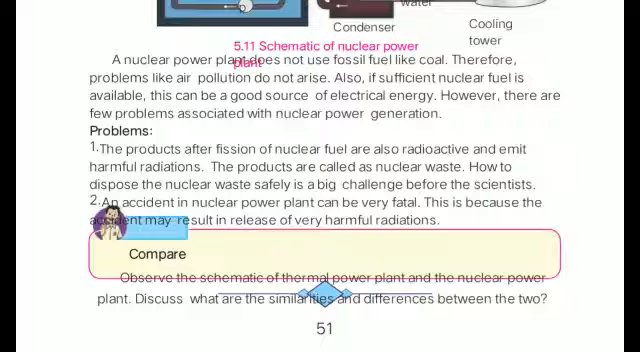 water
Condenser
Cooling
tower
5.11 Schematic of nuclear power
plant
A nuclear power plant does not use fossil fuel like coal. Therefore,
problems like air pollution do not arise. Also, if sufficient nuclear fuel is
available, this can be a good source of electrical energy. However, there are
few problems associated with nuclear power generation.
Problems:
1.The products after fission of nuclear fuel are also radioactive and emit
harmful radiations. The products are called as nuclear waste. How to
dispose the nuclear waste safely is a big challenge before the scientists.
2.An accident in nuclear power plant can be very fatal. This is because the
accident may result in release of very harmful radiations.
Compare
Observe the schematic of thermal power plant and the nuclear power
plant. Discuss what are the similarities and differences between the two?
51